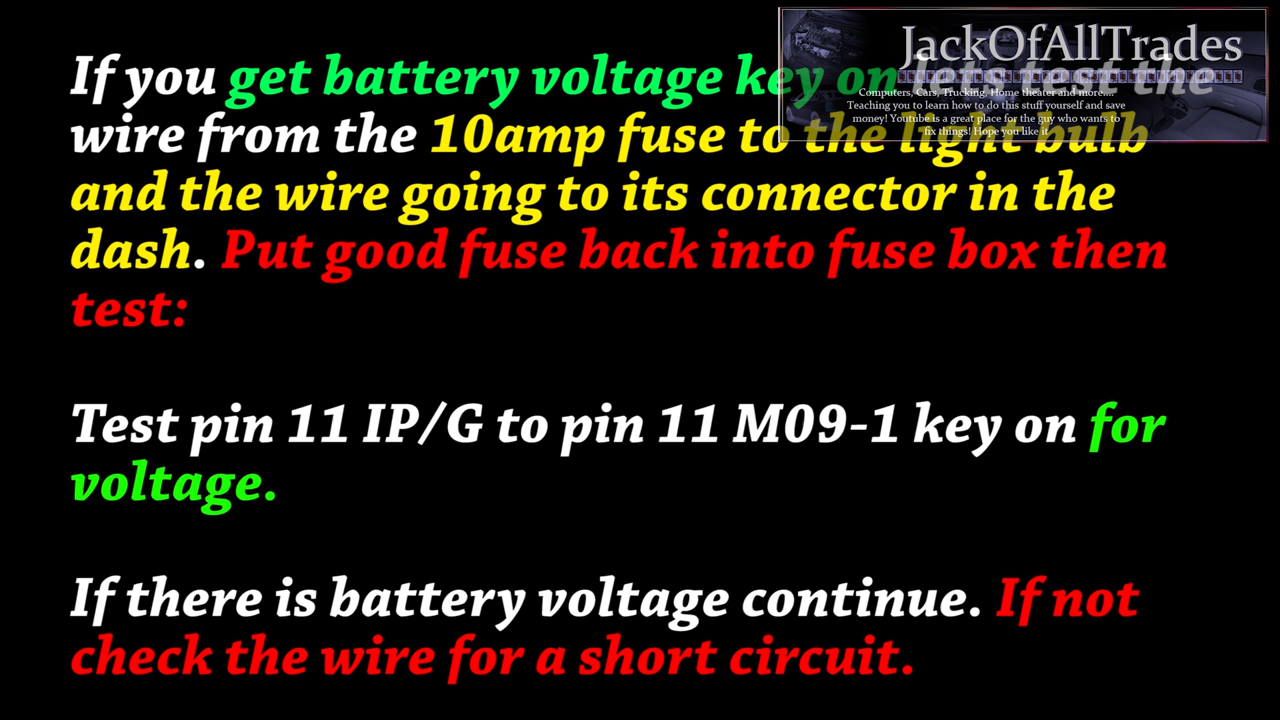 JackOfAllTrades
Computers, Cars, Trucking, Home theater and more....
Teaching you to learn how to do this stuff yourself and save
money! Youtube is a great place for the guy who wants to
fix things! Hope you like it
If you get battery voltage key on lets test the
wire from the 10amp fuse to the light bulb
and the wire going to its connector in the
dash. Put good fuse back into fuse box then
test:
Test pin 11 IP/G to pin 11 M09-1 key on for
voltage.
If there is battery voltage continue. If not
check the wire for a short circuit.